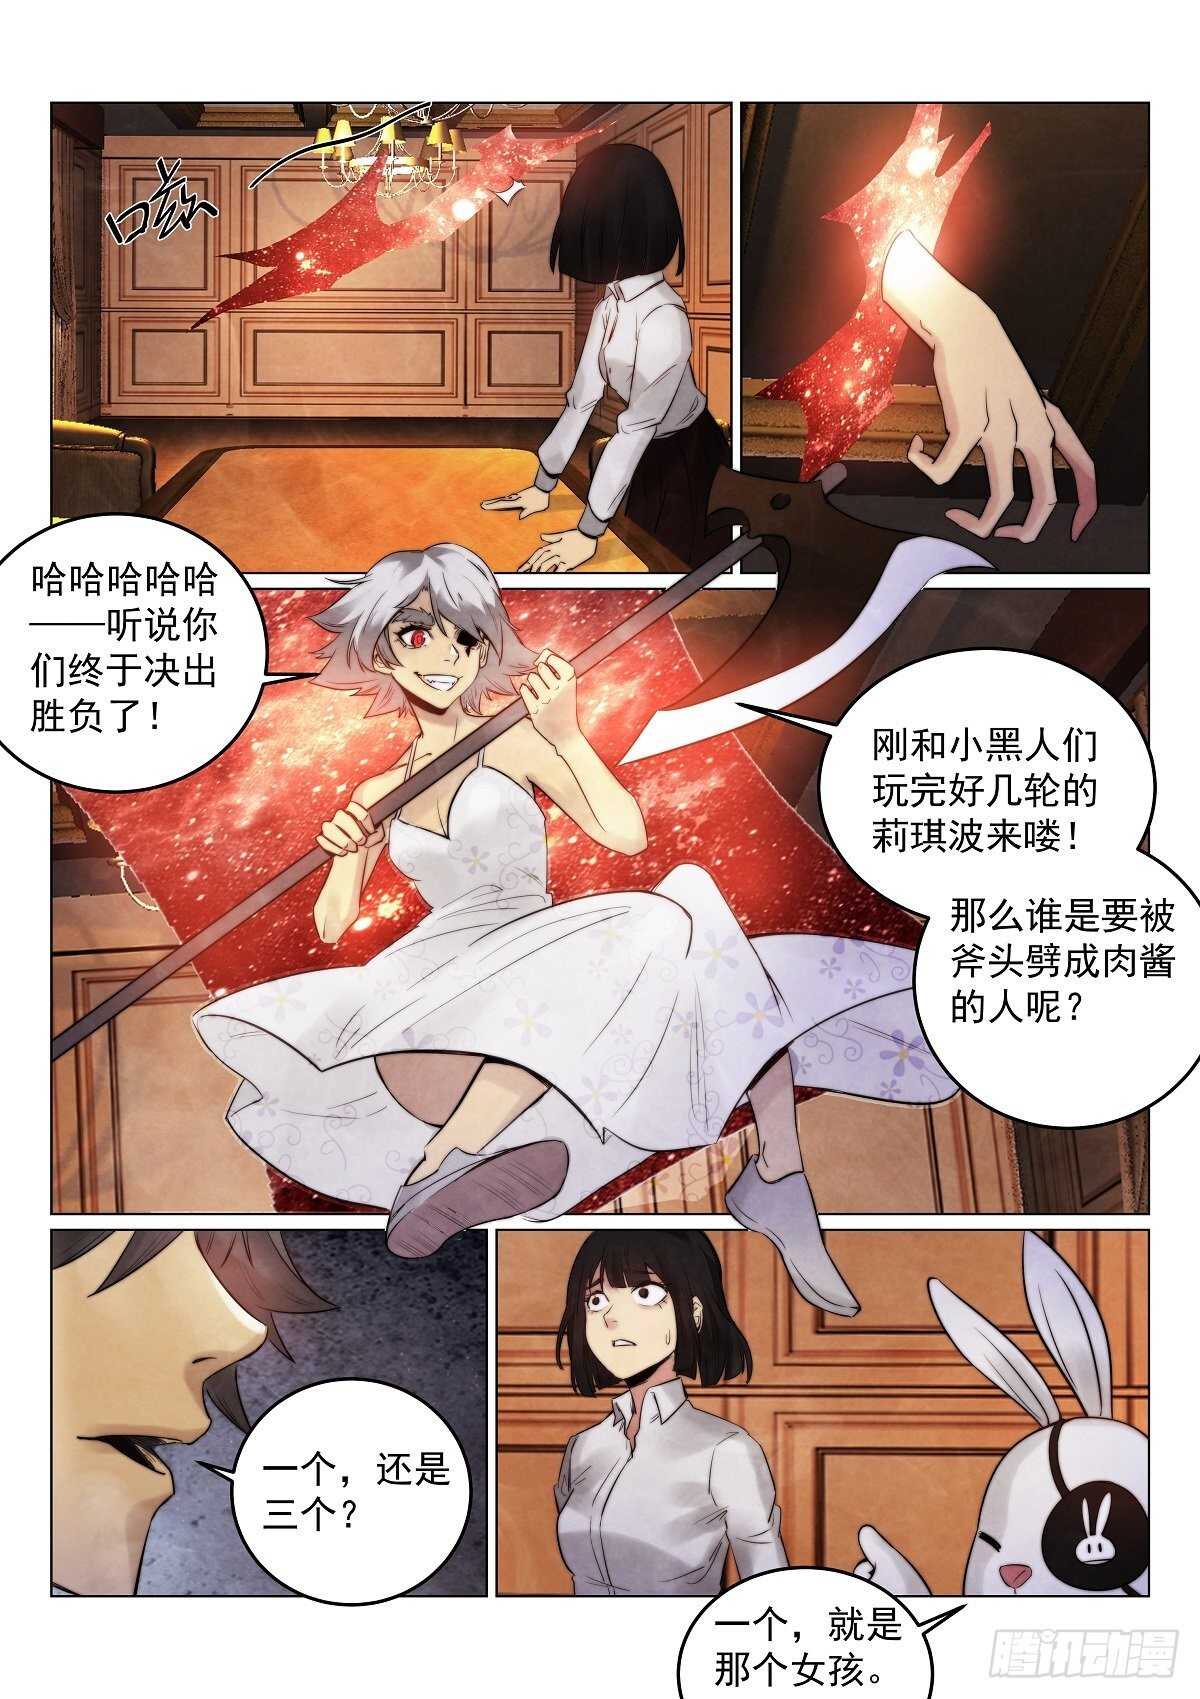 嗞
哈哈哈哈哈
——听说你
们终于决出
胜负了！
刚和小黑人们
玩完好几轮的
莉琪波来喽！
那么谁是要被
斧头劈成肉酱
的人呢？
一个，还是
三个？
一个，就是
那个女孩。
腾讯动漫